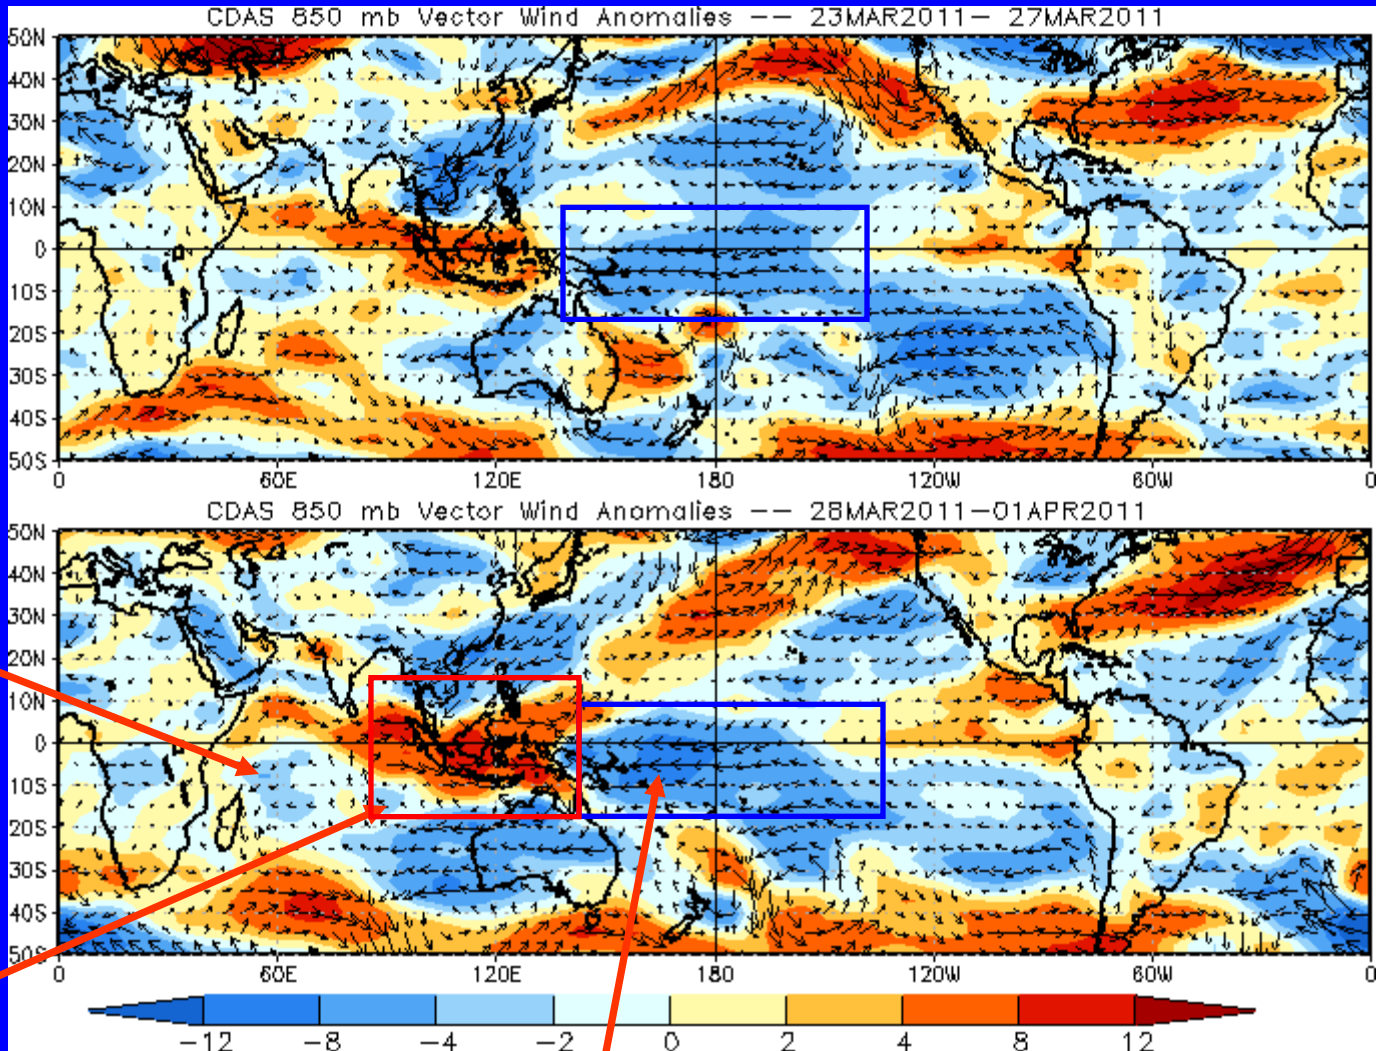 CDAS 850 mb Vector Wind Anomalies -- 23MAR2011- 27MAR2011
50N
40N
30N
20N
10N
0
10S
20S
30S
40S
50S
0 60E 120E 180 120W 60W 0
CDAS 850 mb Vector Wind Anomalies -- 28MAR2011-01APR2011
50N
40N
30N
20N
10N
0
10S
20S
30S
40S
50S
0 60E 120E 180 120W 60W 0
-12 -8 -4 -2 0 2 4 8 12